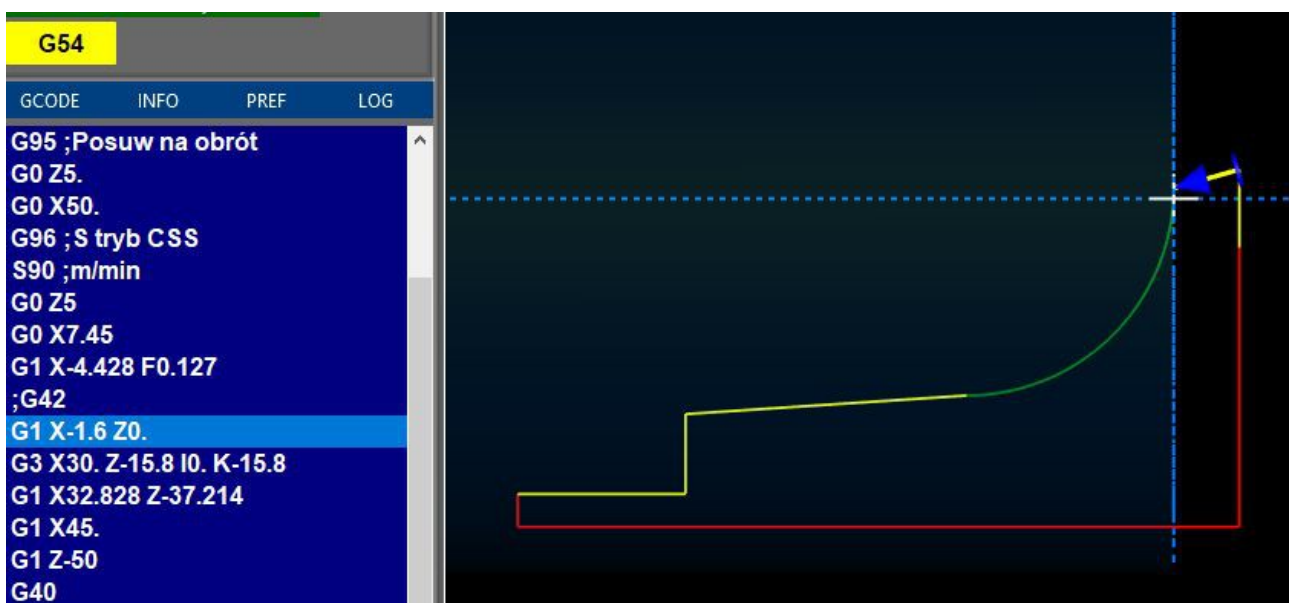 G54
GCODE INFO PREF LOG
G95 ;Posuw na obrót
G0 Z5.
G0 X50.
G96 ;S tryb CSS
S90 ;m/min
G0 Z5
G0 X7.45
G1 X-4.428 F0.127
;G42
G1 X-1.6 Z0.
G3 X30. Z-15.8 I0. K-15.8
G1 X32.828 Z-37.214
G1 X45.
G1 Z-50
G40